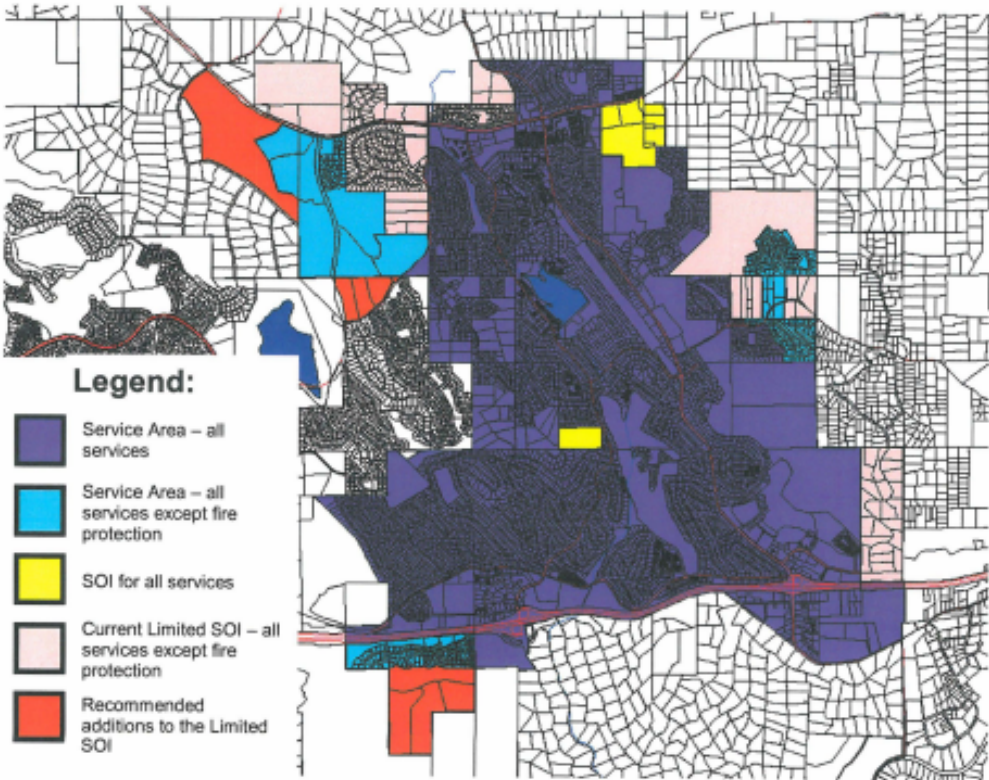 Legend:
Service Area – all
services
Service Area – all
services except fire
protection
SOI for all services
Current Limited SOI – all
services except fire
protection
Recommended
additions to the Limited
SOI